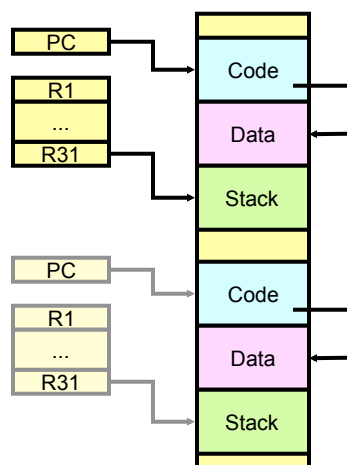 PC
Code
R1
...
Data
R31
Stack
PC
Code
R1
...
Data
R31
Stack